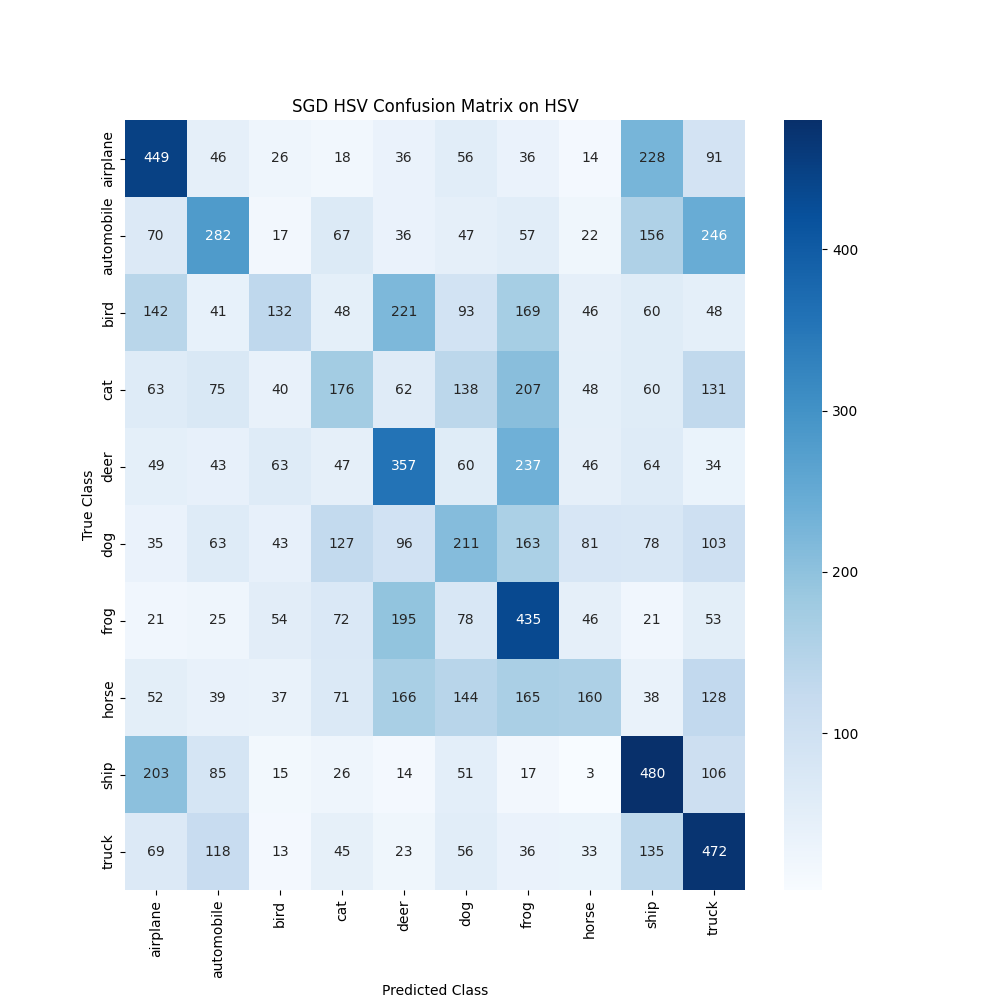 SGD HSV Confusion Matrix on HSV
True Class
airplane 449 46 26 18 36 56 36 14 228 91
automobile 70 282 17 67 36 47 57 22 156 246
bird 142 41 132 48 221 93 169 46 60 48
cat 63 75 40 176 62 138 207 48 60 131
deer 49 43 63 47 357 60 237 46 64 34
dog 35 63 43 127 96 211 163 81 78 103
frog 21 25 54 72 195 78 435 46 21 53
horse 52 39 37 71 166 144 165 160 38 128
ship 203 85 15 26 14 51 17 3 480 106
truck 69 118 13 45 23 56 36 33 135 472
airplane automobile bird cat deer dog frog horse ship truck
Predicted Class
400
300
200
100